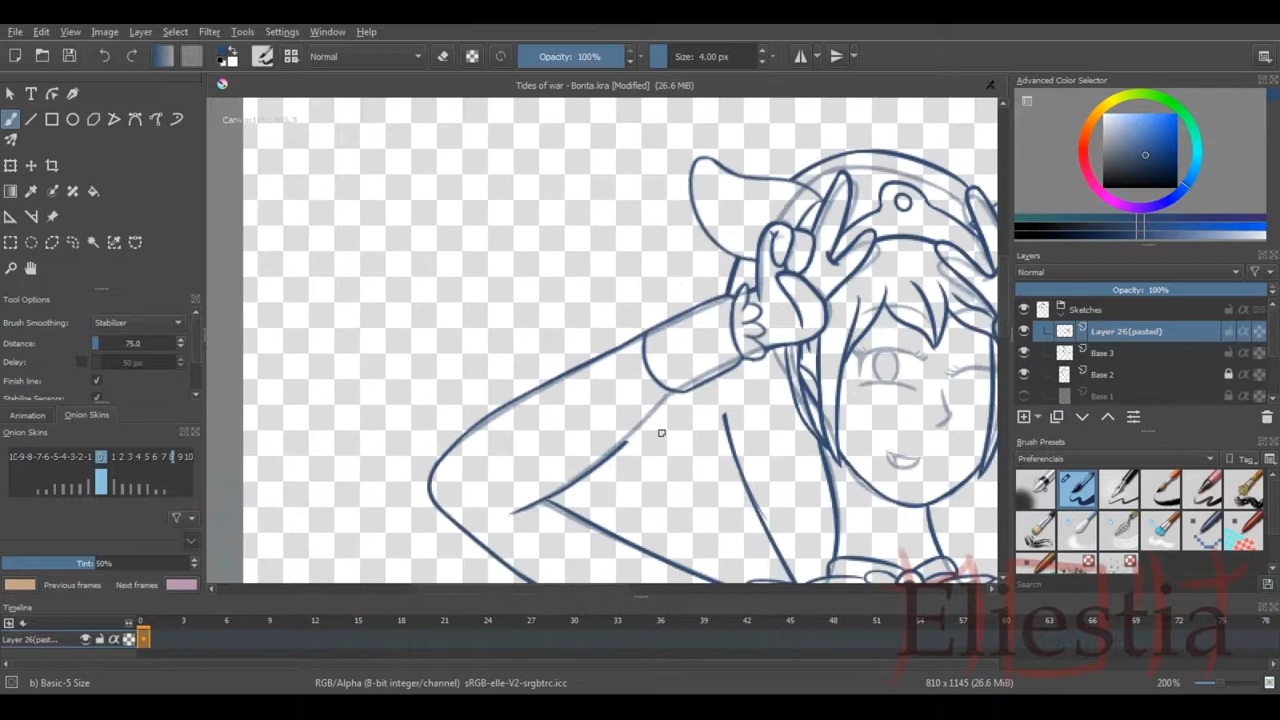 File Edit View Image Layer Select Filter Tools Settings Window Help
Normal Opacity: 100% Size: 4.00 px
Tides of war - Bonta.kra [Modified] (26.6 MiB)
Tool Options
Brush Smoothing: Stabilizer
Distance: 75.0
Delay: 50 px
Finish line:
Stabilize Sensors:
Animation Onion Skins
Onion Skins
10-9-8-7-6-5-4-3-2-1 0 1 2 3 4 5 6 7 8 9 10
Tint: 50%
Previous frames Next frames
Timeline
0 3 6 9 12 15 18 21 24 27 30 33 36 39 42 45 48 51 54 57 60 63 66 69 72 75 78
Layer 26(past...
b) Basic-5 Size RGB/Alpha (8-bit integer/channel) sRGB-elle-V2-srgbtrc.icc 810 x 1145 (26.6 MiB) 200%
Advanced Color Selector
Layers
Normal
Opacity: 100%
Sketches
Layer 26(pasted)
Base 3
Base 2
Base 1
Brush Presets
Preferenciais Tag
Search
Eliestia